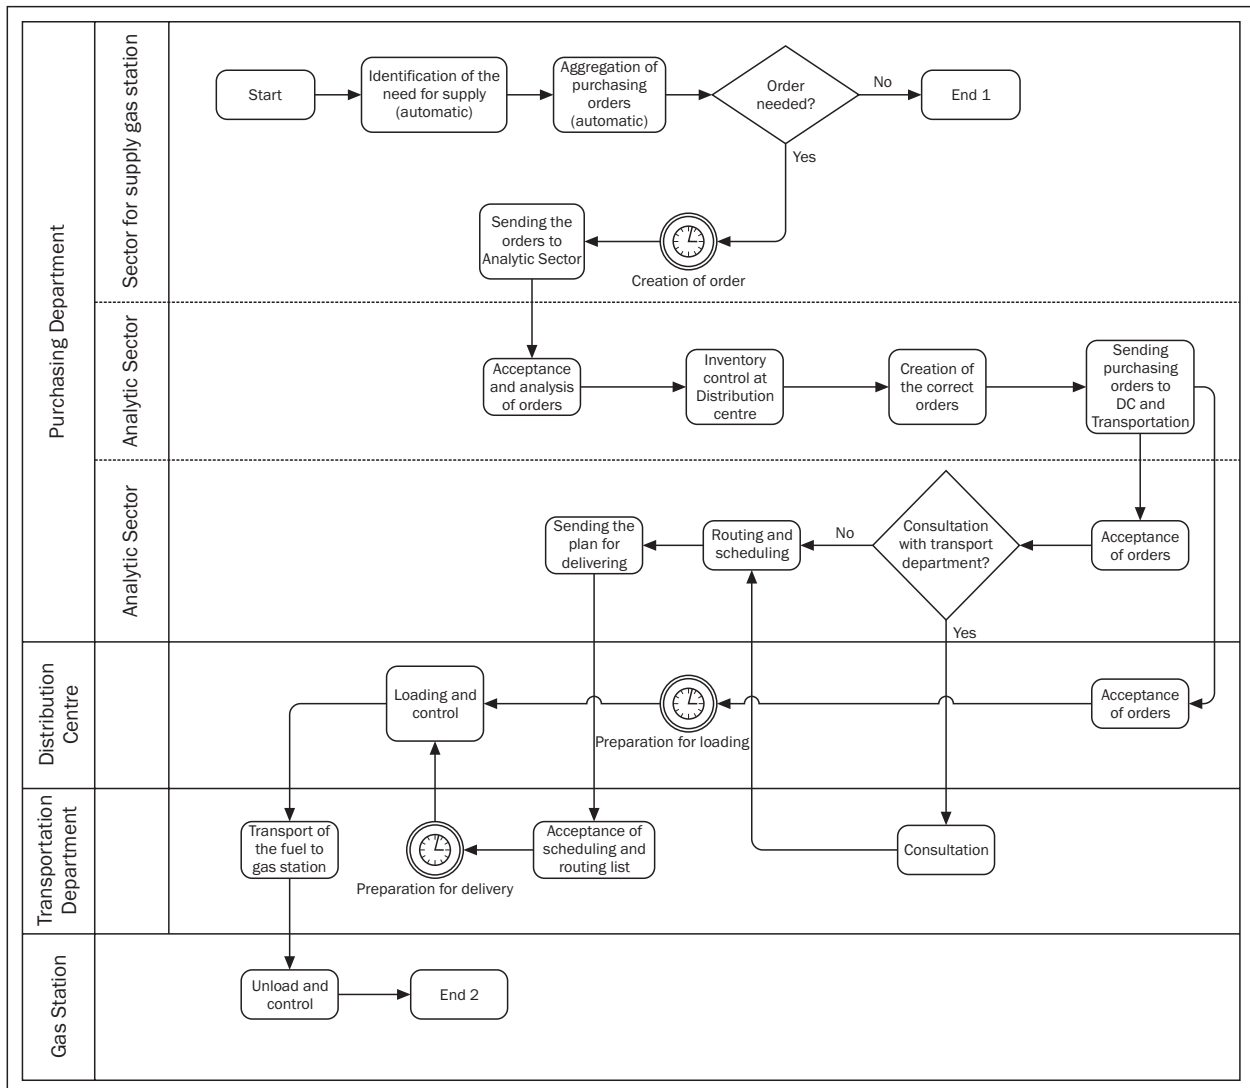 Purchasing Department
Sector for supply gas station
Start
Identification of the
need for supply
(automatic)
Aggregation of
purchasing
orders
(automatic)
Order
needed?
No
End 1
Yes
Sending the
orders to
Analytic Sector
Creation of order
Analytic Sector
Acceptance
and analysis
of orders
Inventory
control at
Distribution
centre
Creation of
the correct
orders
Sending
purchasing
orders to
DC and
Transportation
Analytic Sector
Sending the
plan for
delivering
Routing and
scheduling
No
Consultation
with transport
department?
Acceptance
of orders
Yes
Distribution
Centre
Loading and
control
Preparation for loading
Acceptance
of orders
Transportation
Department
Transport of
the fuel to
gas station
Preparation for delivery
Acceptance of
scheduling and
routing list
Consultation
Gas Station
Unload and
control
End 2